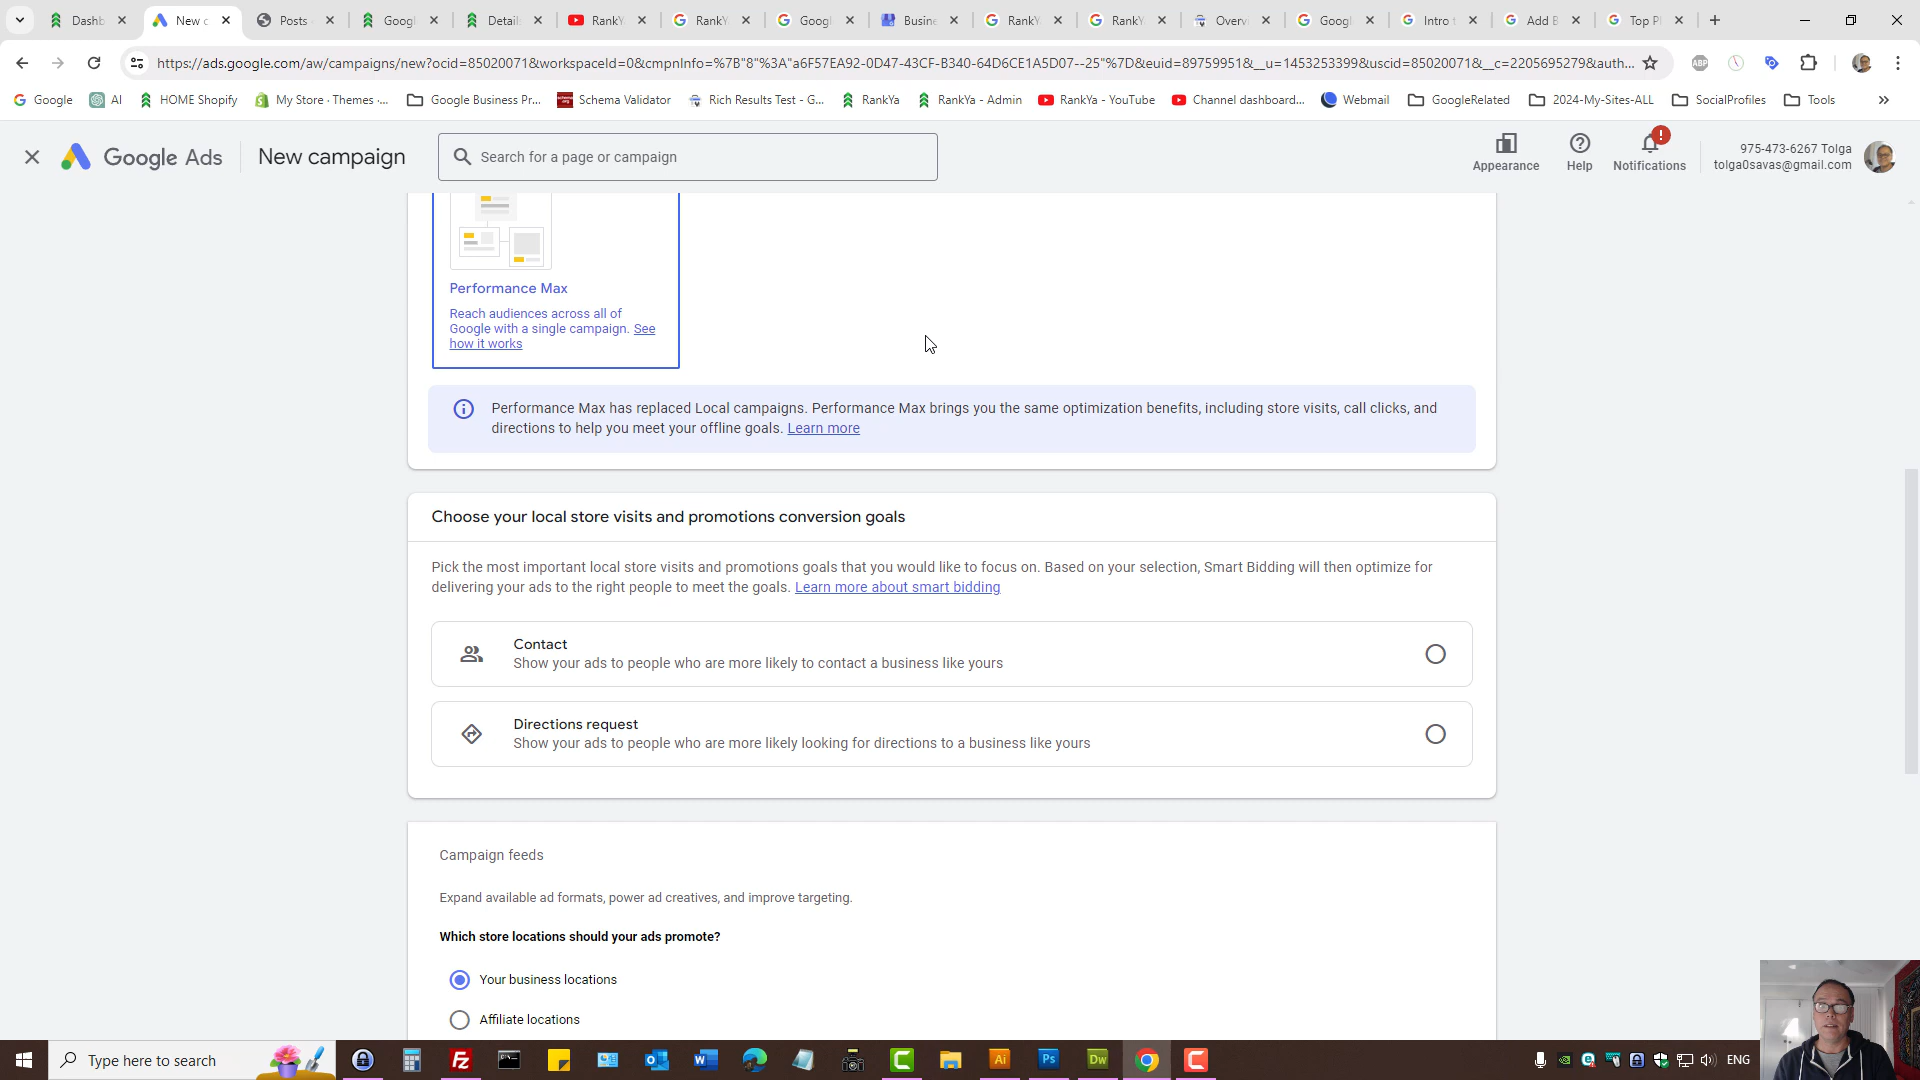 Dashb
New c
Posts
Googl
Detail
RankY
RankY
Googl
Busine
RankY
RankY
Overv
Googl
Intro t
Add B
Top P
https://ads.google.com/aw/campaigns/new?ocid=85020071&workspaceId=0&cmpnInfo=%7B"8"%3A"a6F57EA92-0D47-43CF-B340-64D6CE1A5D07--25"%7D&euid=89759951&__u=1453253399&uscid=85020071&__c=2205695279&auth...
ABP
Google
AI
HOME Shopify
My Store · Themes ·...
Google Business Pr...
Schema Validator
Rich Results Test - G...
RankYa
RankYa - Admin
RankYa - YouTube
Channel dashboard...
Webmail
GoogleRelated
2024-My-Sites-ALL
SocialProfiles
Tools
Google Ads
New campaign
Search for a page or campaign
Appearance
Help
Notifications
975-473-6267 Tolga
tolga0savas@gmail.com
Performance Max
Reach audiences across all of
Google with a single campaign. See
how it works
Performance Max has replaced Local campaigns. Performance Max brings you the same optimization benefits, including store visits, call clicks, and
directions to help you meet your offline goals. Learn more
Choose your local store visits and promotions conversion goals
Pick the most important local store visits and promotions goals that you would like to focus on. Based on your selection, Smart Bidding will then optimize for
delivering your ads to the right people to meet the goals. Learn more about smart bidding
Contact
Show your ads to people who are more likely to contact a business like yours
Directions request
Show your ads to people who are more likely looking for directions to a business like yours
Campaign feeds
Expand available ad formats, power ad creatives, and improve targeting.
Which store locations should your ads promote?
Your business locations
Affiliate locations
Type here to search
Ai
Ps
Dw
ENG